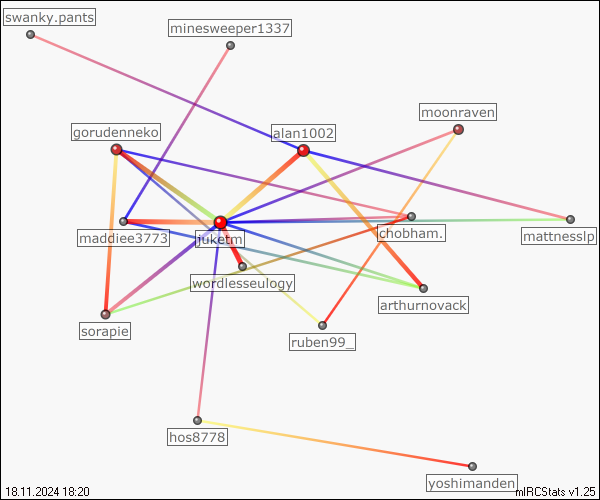 swanky.pants
minesweeper1337
moonraven
gorudenneko
alan1002
maddiee3773
juketm
chobham.
mattnesslp
wordlesseulogy
arthurnovack
sorapie
ruben99_
hos8778
yoshimanden
18.11.2024 18:20
mIRCStats v1.25